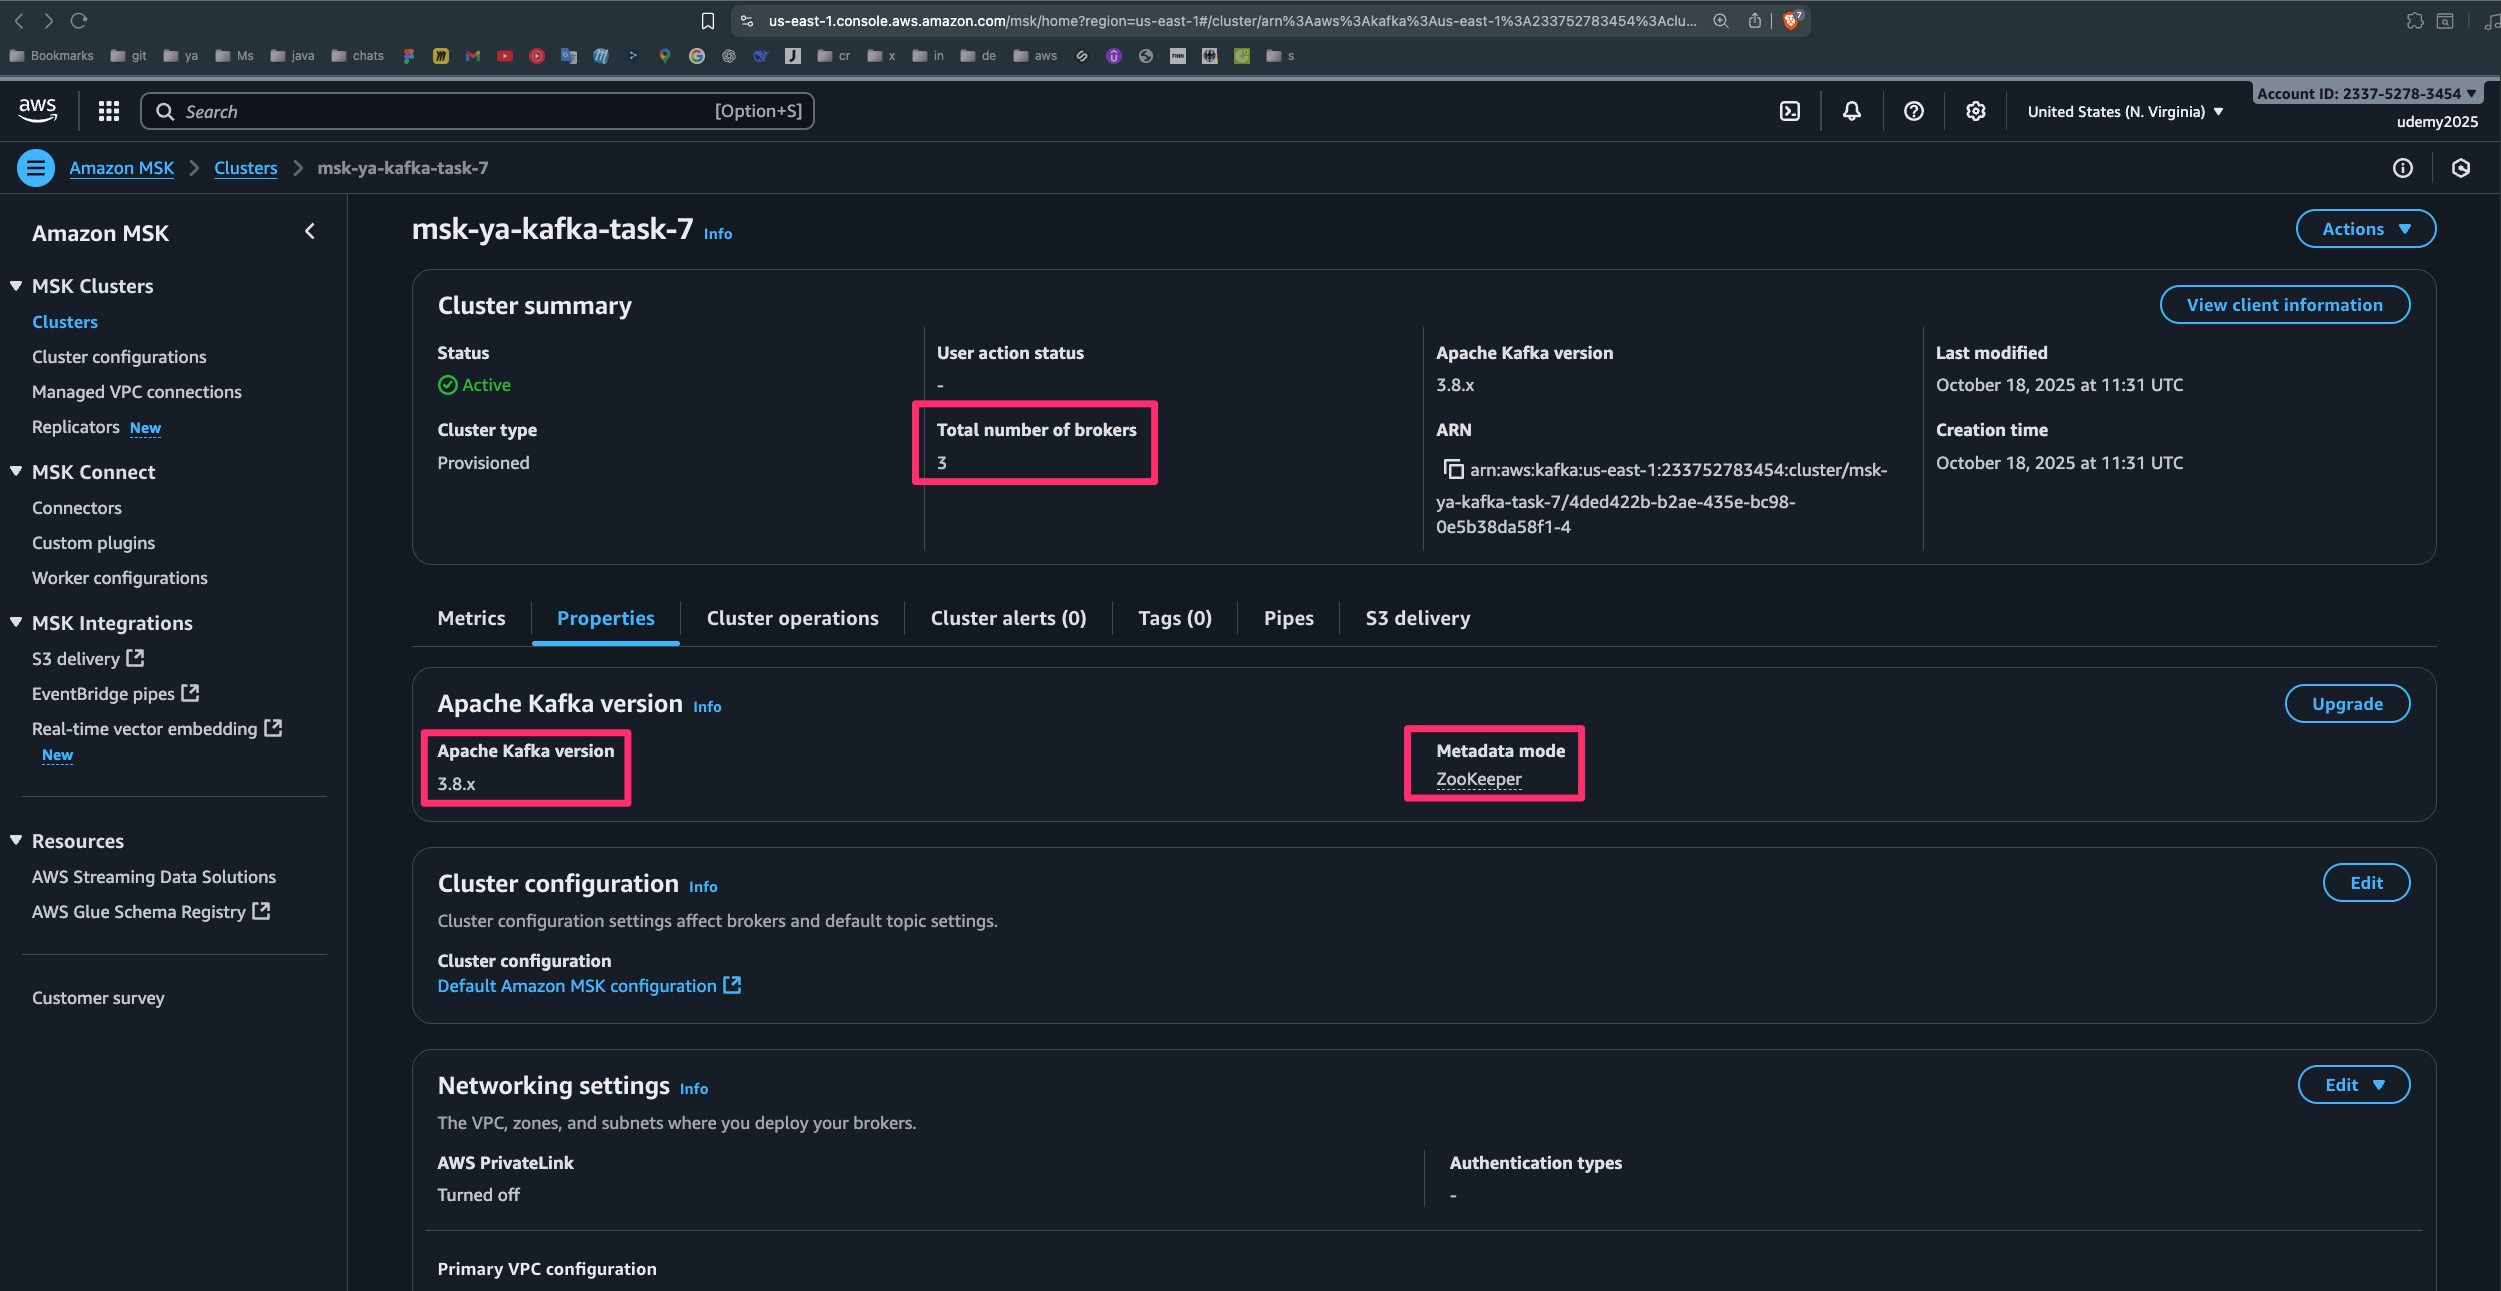 us-east-1.console.aws.amazon.com/msk/home?region=us-east-1#/cluster/arn%3Aaws%3Akafka%3Aus-east-1%3A233752783454%3Aclu...
7
Bookmarks git ya Ms java chats cr x in de aws s
aws
Search [Option+S]
United States (N. Virginia)
Account ID: 2337-5278-3454
udemy2025
Amazon MSK Clusters msk-ya-kafka-task-7
Amazon MSK
MSK Clusters
Clusters
Cluster configurations
Managed VPC connections
Replicators New
MSK Connect
Connectors
Custom plugins
Worker configurations
MSK Integrations
S3 delivery
EventBridge pipes
Real-time vector embedding
New
Resources
AWS Streaming Data Solutions
AWS Glue Schema Registry
Customer survey
msk-ya-kafka-task-7 Info
Actions
Cluster summary
View client information
Status
Active
Cluster type
Provisioned
User action status
-
Total number of brokers
3
Apache Kafka version
3.8.x
ARN
arn:aws:kafka:us-east-1:233752783454:cluster/msk-
ya-kafka-task-7/4ded422b-b2ae-435e-bc98-
0e5b38da58f1-4
Last modified
October 18, 2025 at 11:31 UTC
Creation time
October 18, 2025 at 11:31 UTC
Metrics Properties Cluster operations Cluster alerts (0) Tags (0) Pipes S3 delivery
Apache Kafka version Info
Upgrade
Apache Kafka version
3.8.x
Metadata mode
ZooKeeper
Cluster configuration Info
Edit
Cluster configuration settings affect brokers and default topic settings.
Cluster configuration
Default Amazon MSK configuration
Networking settings Info
Edit
The VPC, zones, and subnets where you deploy your brokers.
AWS PrivateLink
Turned off
Authentication types
-
Primary VPC configuration